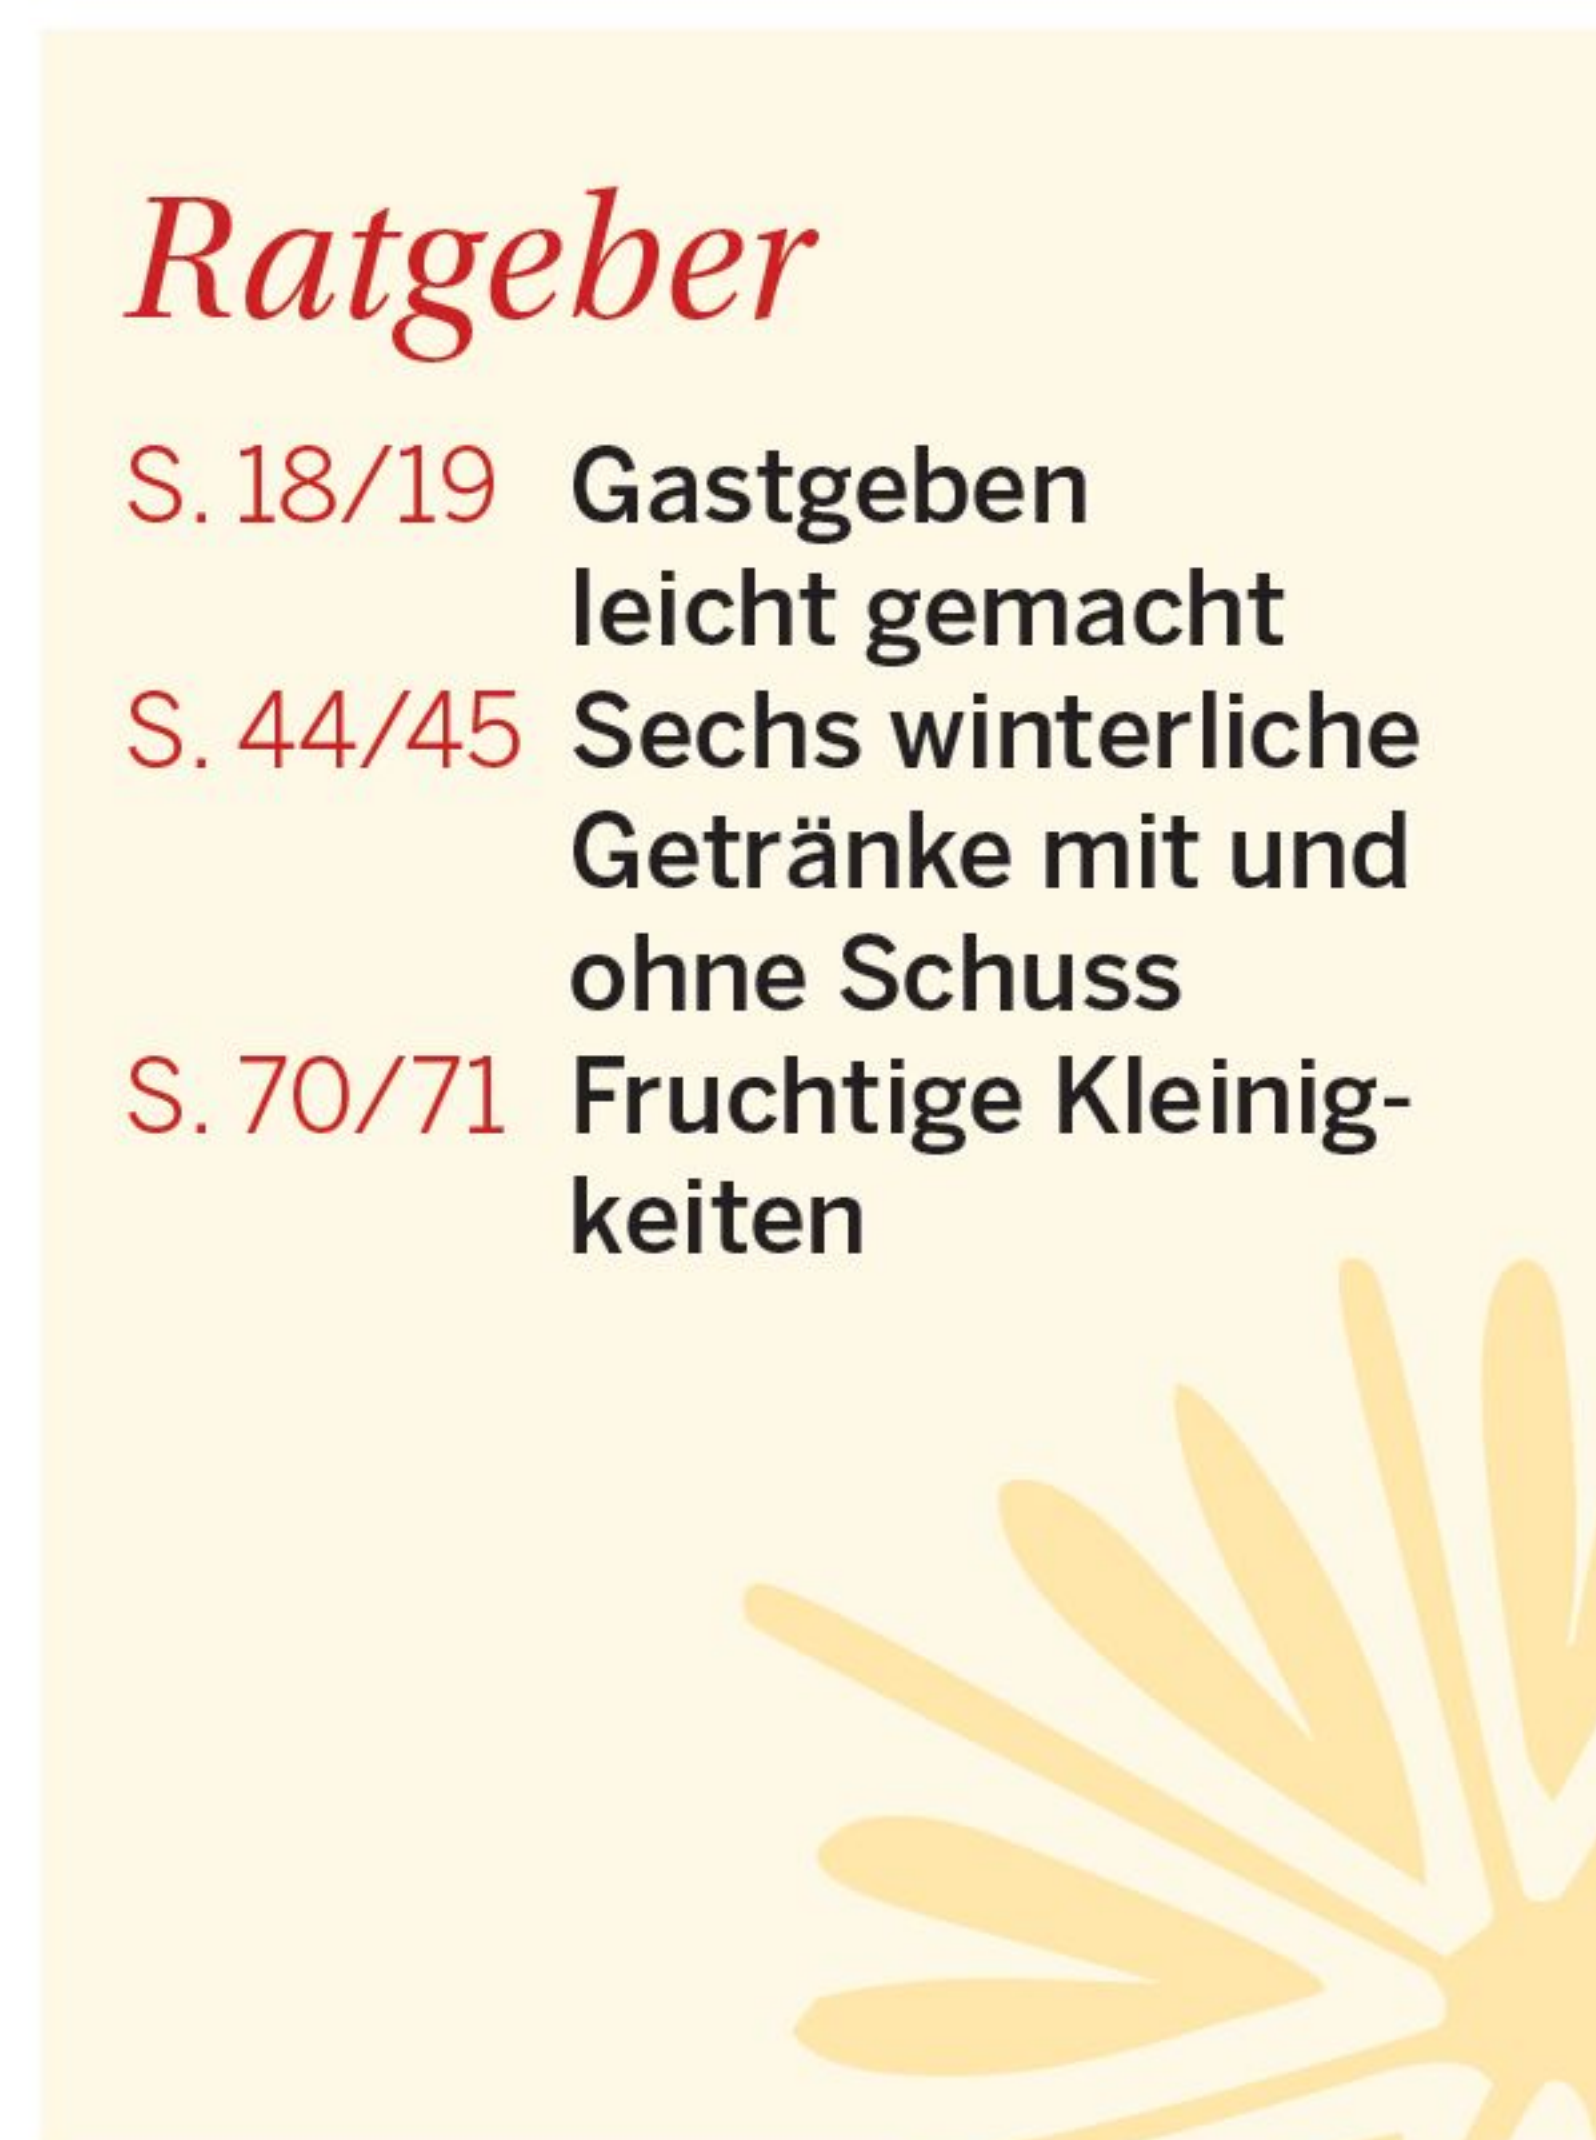 Ratgeber
S. 18/19 Gastgeben
leicht gemacht
S. 44/45 Sechs winterliche
Getränke mit und
ohne Schuss
S. 70/71 Fruchtige Kleinig-
keiten